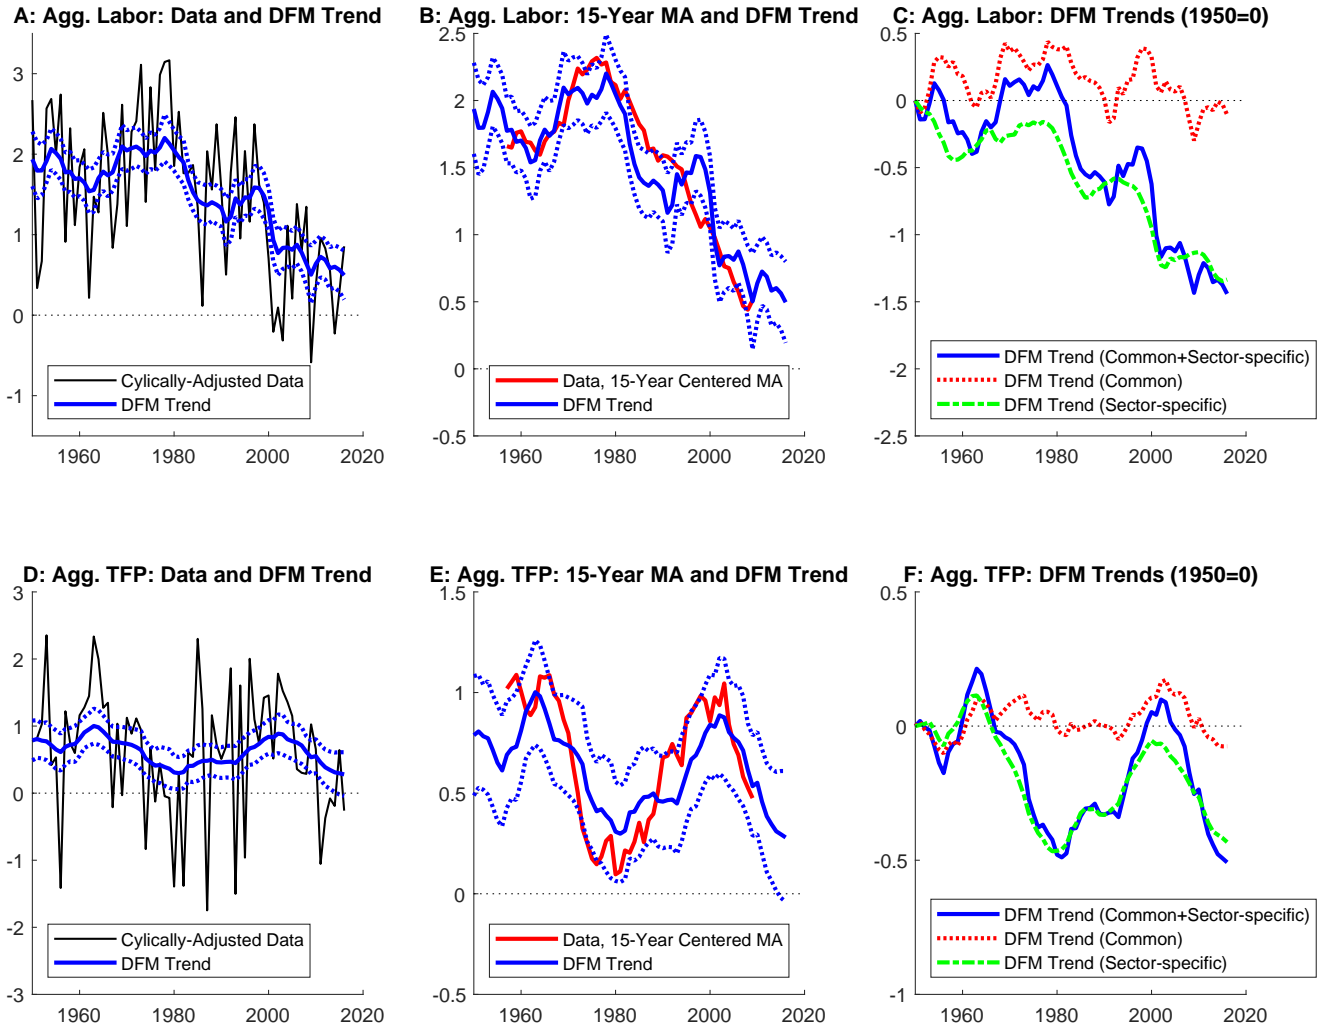 A: Agg. Labor: Data and DFM Trend
3
2
1
0
-1
1960 1980 2000 2020
Cylically-Adjusted Data
DFM Trend
B: Agg. Labor: 15-Year MA and DFM Trend
2.5
2
1.5
1
0.5
0
-0.5
1960 1980 2000 2020
Data, 15-Year Centered MA
DFM Trend
C: Agg. Labor: DFM Trends (1950=0)
0.5
0
-0.5
-1
-1.5
-2
-2.5
1960 1980 2000 2020
DFM Trend (Common+Sector-specific)
DFM Trend (Common)
DFM Trend (Sector-specific)
D: Agg. TFP: Data and DFM Trend
3
2
1
0
-1
-2
-3
1960 1980 2000 2020
Cylically-Adjusted Data
DFM Trend
E: Agg. TFP: 15-Year MA and DFM Trend
1.5
1
0.5
0
-0.5
1960 1980 2000 2020
Data, 15-Year Centered MA
DFM Trend
F: Agg. TFP: DFM Trends (1950=0)
0.5
0
-0.5
-1
1960 1980 2000 2020
DFM Trend (Common+Sector-specific)
DFM Trend (Common)
DFM Trend (Sector-specific)